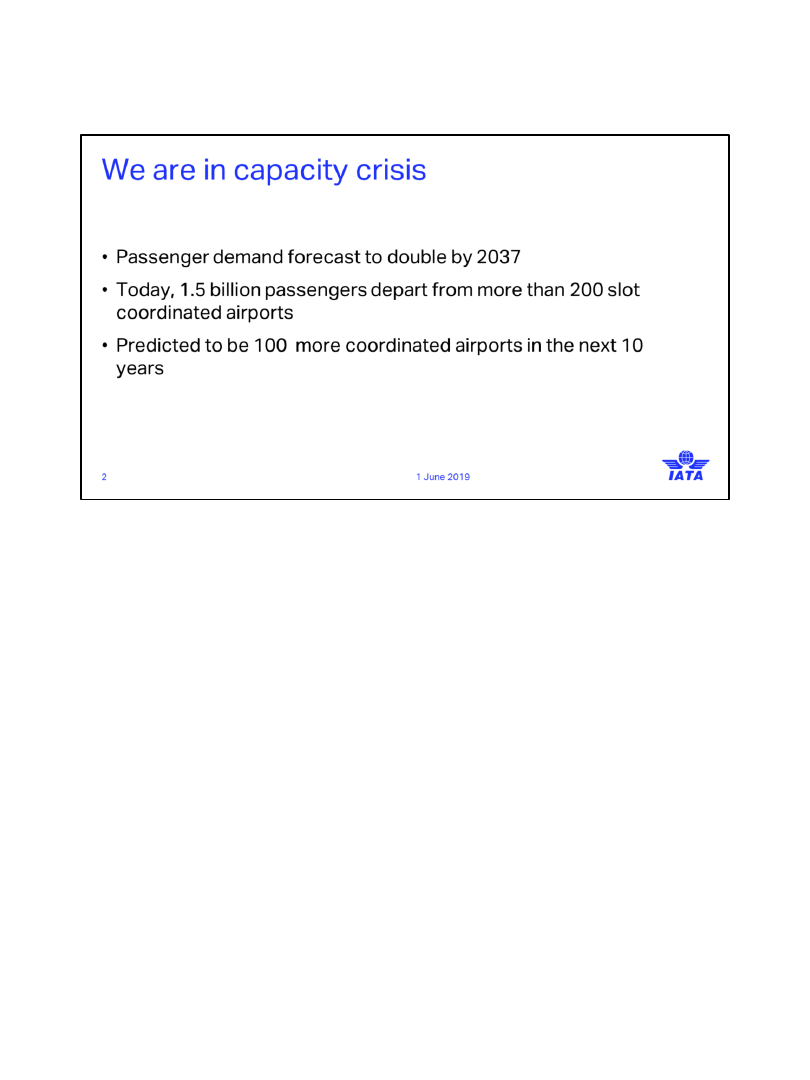 We are in capacity crisis
• Passenger demand forecast to double by 2037
• Today, 1.5 billion passengers depart from more than 200 slot
coordinated airports
• Predicted to be 100  more coordinated airports in the next 10
years
2
1 June 2019
IATA